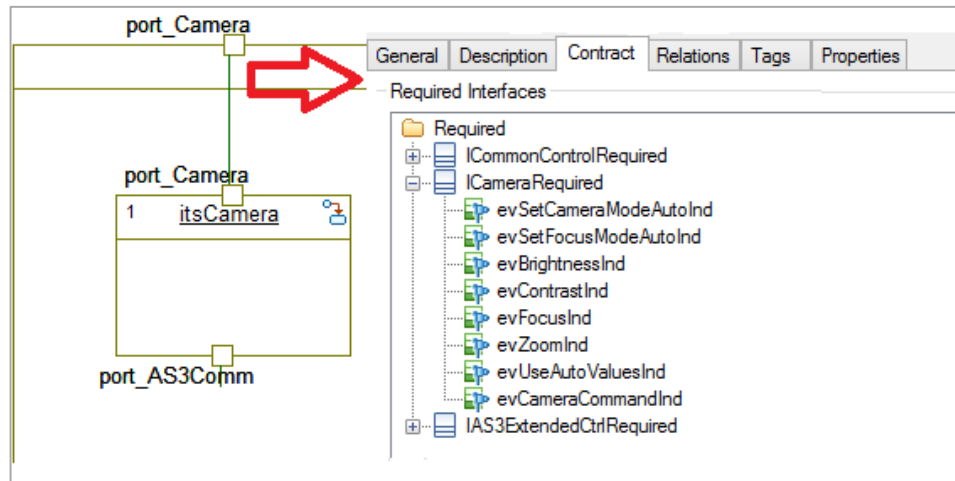 port_Camera
General Description Contract Relations Tags Properties
Required Interfaces
Required
ICommonControlRequired
ICameraRequired
evSetCameraModeAutoInd
evSetFocusModeAutoInd
evBrightnessInd
evContrastInd
evFocusInd
evZoomInd
evUseAutoValuesInd
evCameraCommandInd
IAS3ExtendedCtrlRequired
port_Camera
1 itsCamera
port_AS3Comm